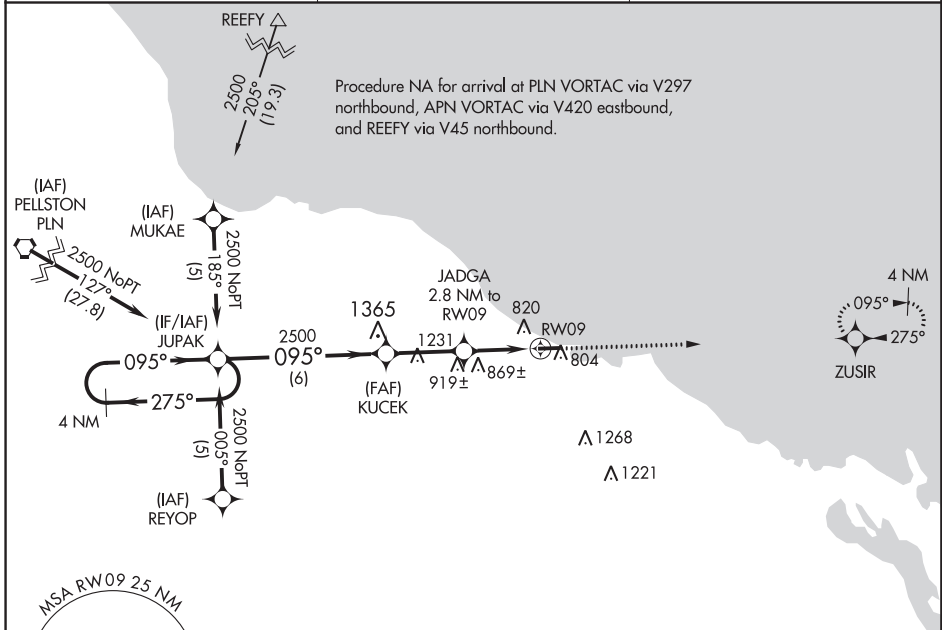 REEFY
2500
205°
(19.3)
Procedure NA for arrival at PLN VORTAC via V297
northbound, APN VORTAC via V420 eastbound,
and REEFY via V45 northbound.
(IAF)
PELLSTON
PLN
2500 NoPT
127°
(27.8)
(IAF)
MUKAE
2500 NoPT
185°
(5)
(IF/IAF)
JUPAK
095°
275°
4 NM
2500
095°
(6)
2500 NoPT
005°
(5)
(IAF)
REYOP
1365
(FAF)
KUCEK
1231
JADGA
2.8 NM to
RW09
919±
869±
820
RW09
804
1268
1221
4 NM
095°
275°
ZUSIR
MSA RW09 25 NM